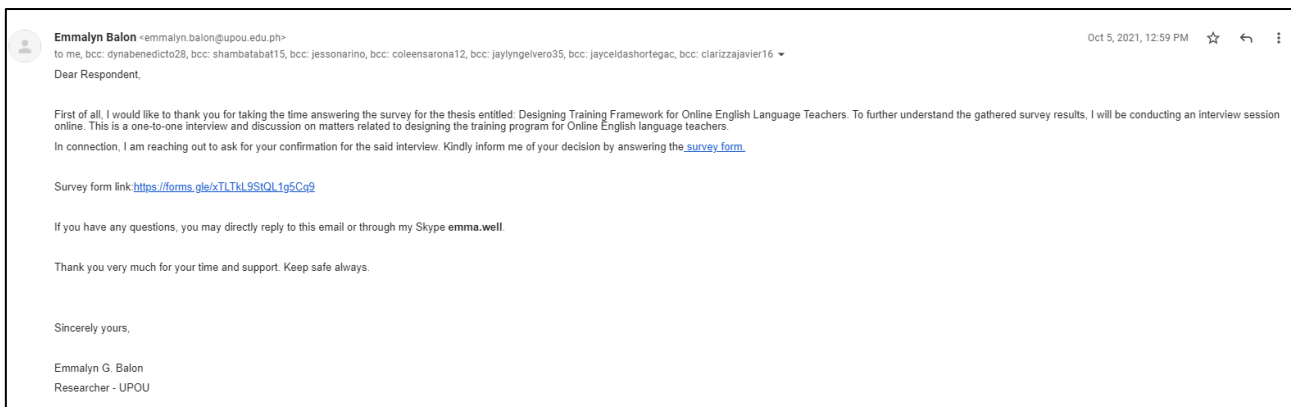 Emmalyn Balon <emmalyn.balon@upou.edu.ph>
Oct 5, 2021, 12:59 PM
to me, bcc: dynabenedicto28, bcc: shambatabat15, bcc: jessonarino, bcc: coleensarona12, bcc: jaylyngelvero35, bcc: jayceldashortegac, bcc: clarizzajavier16
Dear Respondent,
First of all, I would like to thank you for taking the time answering the survey for the thesis entitled: Designing Training Framework for Online English Language Teachers. To further understand the gathered survey results, I will be conducting an interview session
online. This is a one-to-one interview and discussion on matters related to designing the training program for Online English language teachers.
In connection, I am reaching out to ask for your confirmation for the said interview. Kindly inform me of your decision by answering the survey form.
Survey form link:https://forms.gle/xTLTkL9StQL1g5Cq9
If you have any questions, you may directly reply to this email or through my Skype emma.well.
Thank you very much for your time and support. Keep safe always.
Sincerely yours,
Emmalyn G. Balon
Researcher - UPOU